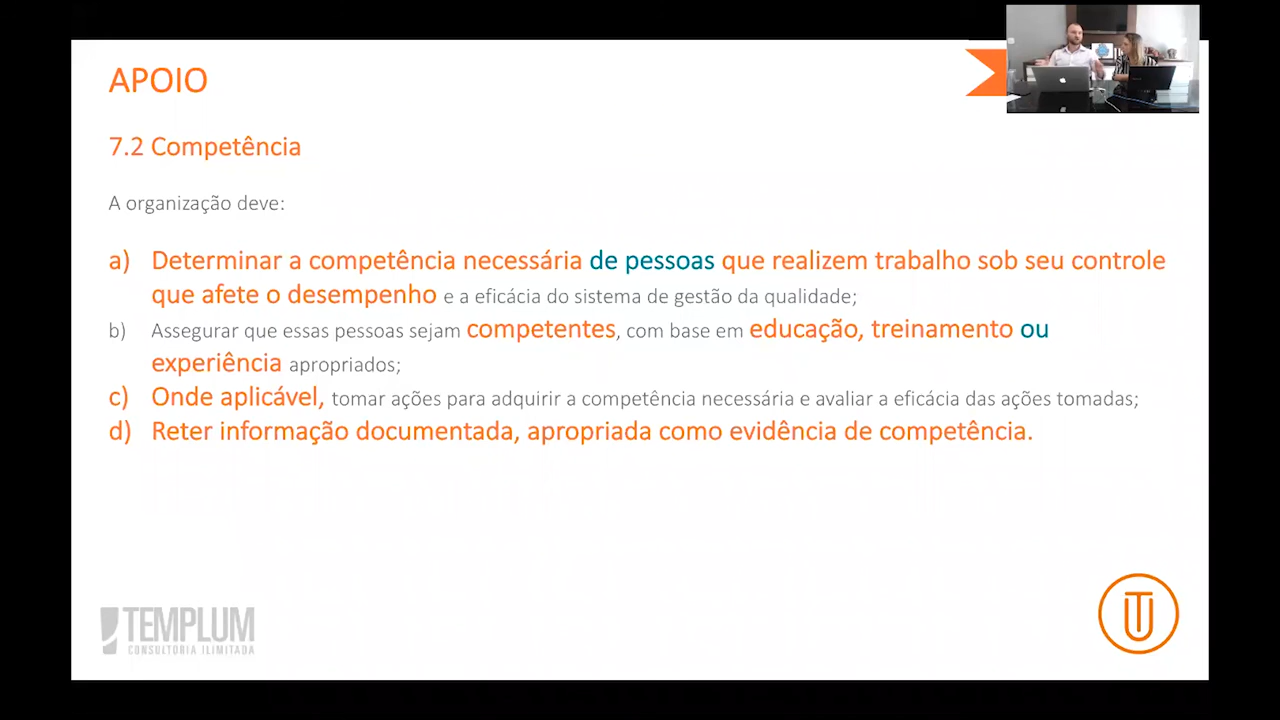 APOIO
7.2 Competência
A organização deve:
a) Determinar a competência necessária de pessoas que realizem trabalho sob seu controle
que afete o desempenho e a eficácia do sistema de gestão da qualidade;
b) Assegurar que essas pessoas sejam competentes, com base em educação, treinamento ou
experiência apropriados;
c) Onde aplicável, tomar ações para adquirir a competência necessária e avaliar a eficácia das ações tomadas;
d) Reter informação documentada, apropriada como evidência de competência.
TEMPLUM
CONSULTORIA ILIMITADA